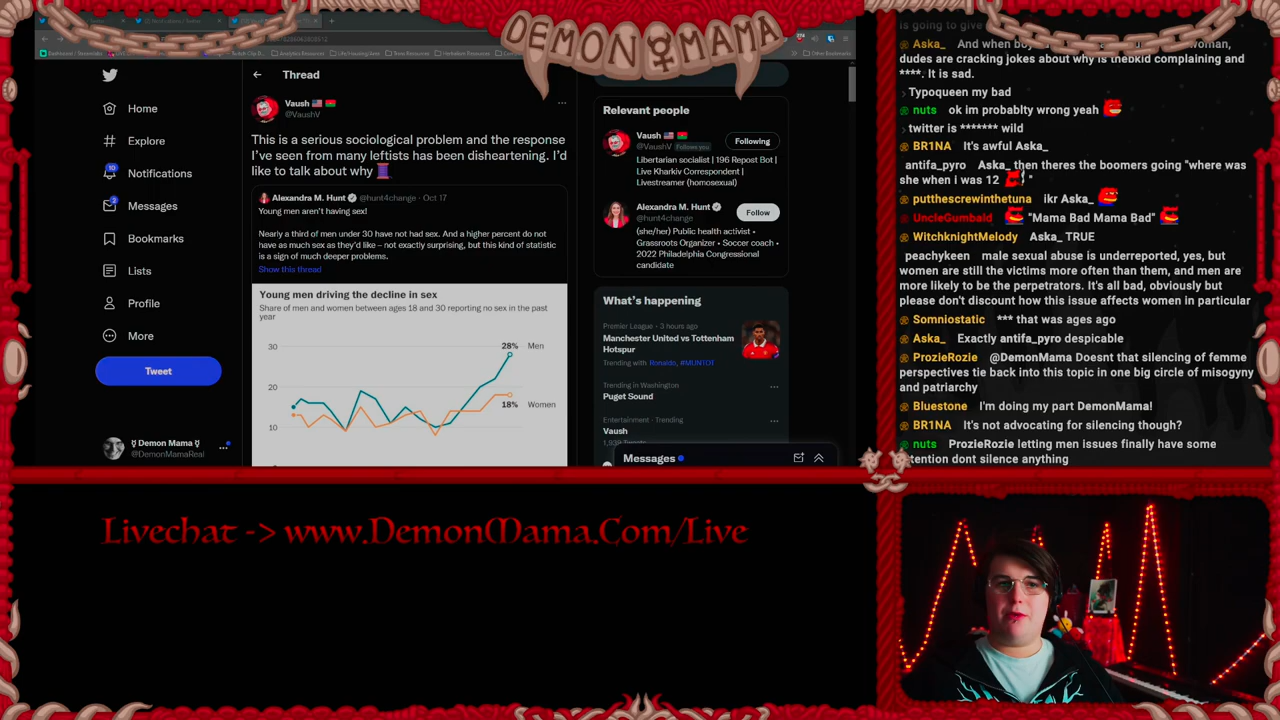 DEMON MAMA
Home
Explore
Notifications
Messages
Bookmarks
Lists
Profile
More
Tweet
Demon Mama
@DemonMamaReal
Thread
Vaush
@VaushV
This is a serious sociological problem and the response
I've seen from many leftists has been disheartening. I'd
like to talk about why
Alexandra M. Hunt @hunt4change · Oct 17
Young men aren't having sex!
Nearly a third of men under 30 have not had sex. And a higher percent do not
have as much sex as they'd like – not exactly surprising, but this kind of statistic
is a sign of much deeper problems.
Show this thread
Young men driving the decline in sex
Share of men and women between ages 18 and 30 reporting no sex in the past
year
30
28% Men
20
18% Women
10
Relevant people
Vaush
@VaushV Follows you
Following
Libertarian socialist | 196 Repost Bot |
Live Kharkiv Correspondent |
Livestreamer (homosexual)
Alexandra M. Hunt
@hunt4change
Follow
(she/her) Public health activist •
Grassroots Organizer • Soccer coach •
2022 Philadelphia Congressional
candidate
What's happening
Premier League · 3 hours ago
Manchester United vs Tottenham
Hotspur
Trending with Ronaldo, #MUNTOT
Trending in Washington
Puget Sound
Entertainment · Trending
Vaush
Messages
is going to give
Aska_ And when boy
woman,
dudes are cracking jokes about why is thebkid complaining and
****. It is sad.
Typoqueen my bad
nuts ok im probablty wrong yeah
twitter is ******* wild
BR1NA It's awful Aska_
antifa_pyro Aska_ then theres the boomers going "where was
she when i was 12 "
putthescrewinthetuna ikr Aska_
UncleGumbald "Mama Bad Mama Bad"
WitchknightMelody Aska_ TRUE
peachykeen male sexual abuse is underreported, yes, but
women are still the victims more often than them, and men are
more likely to be the perpetrators. It's all bad, obviously but
please don't discount how this issue affects women in particular
Somniostatic *** that was ages ago
Aska_ Exactly antifa_pyro despicable
ProzieRozie @DemonMama Doesnt that silencing of femme
perspectives tie back into this topic in one big circle of misogyny
and patriarchy
Bluestone I'm doing my part DemonMama!
BR1NA It's not advocating for silencing though?
nuts ProzieRozie letting men issues finally have some
tention dont silence anything
Livechat -> www.DemonMama.Com/Live